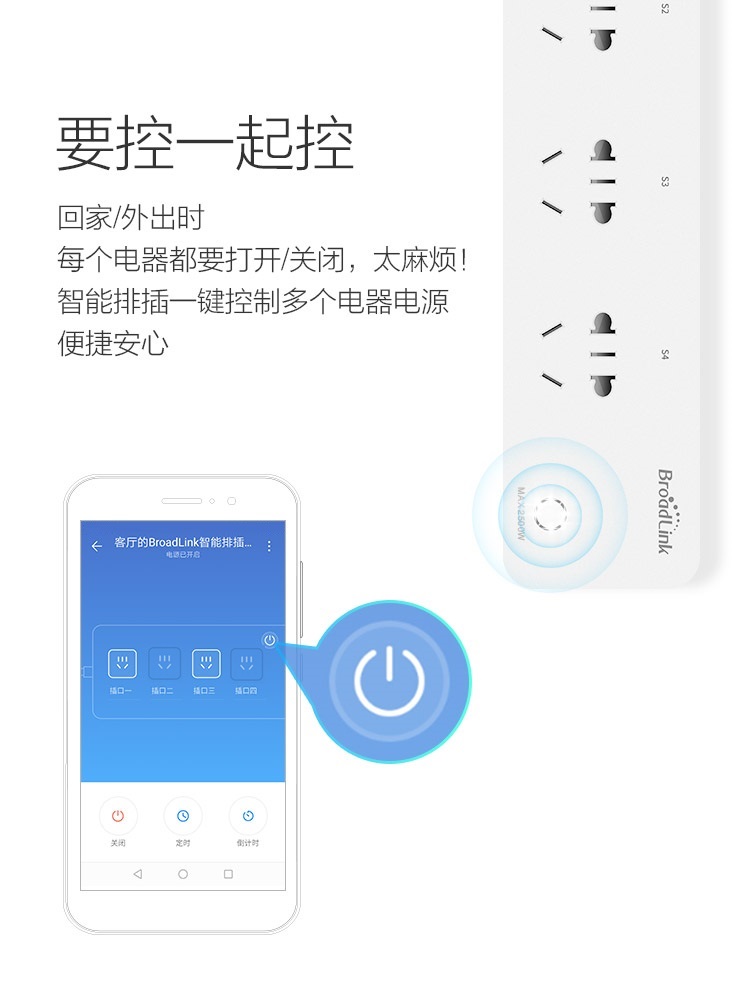 要控一起控
回家/外出时
每个电器都要打开/关闭，太麻烦！
智能排插一键控制多个电器电源
便捷安心
S2
S3
S4
MAX 2500W
BroadLink
客厅的BroadLink智能排插...
电源已开启
插口一 插口二 插口三 插口四
关闭 定时 倒计时